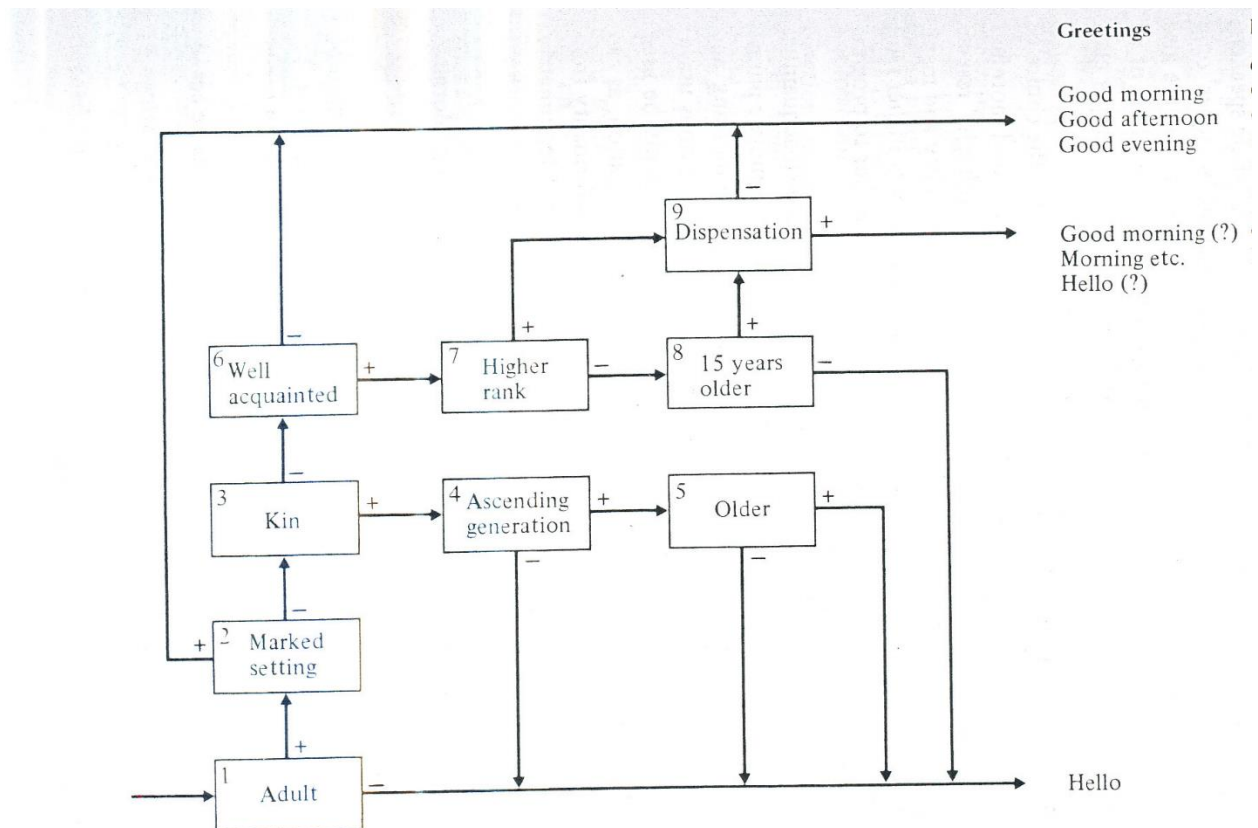 Greetings
Good morning
Good afternoon
Good evening
9
Dispensation
Good morning (?)
Morning etc.
Hello (?)
6 Well
acquainted
7 Higher
rank
8 15 years
older
3
Kin
4 Ascending
generation
5
Older
2 Marked
setting
1
Adult
Hello
+
−
+
−
+
−
+
−
+
−
+
−
+
−
+
−
+
−